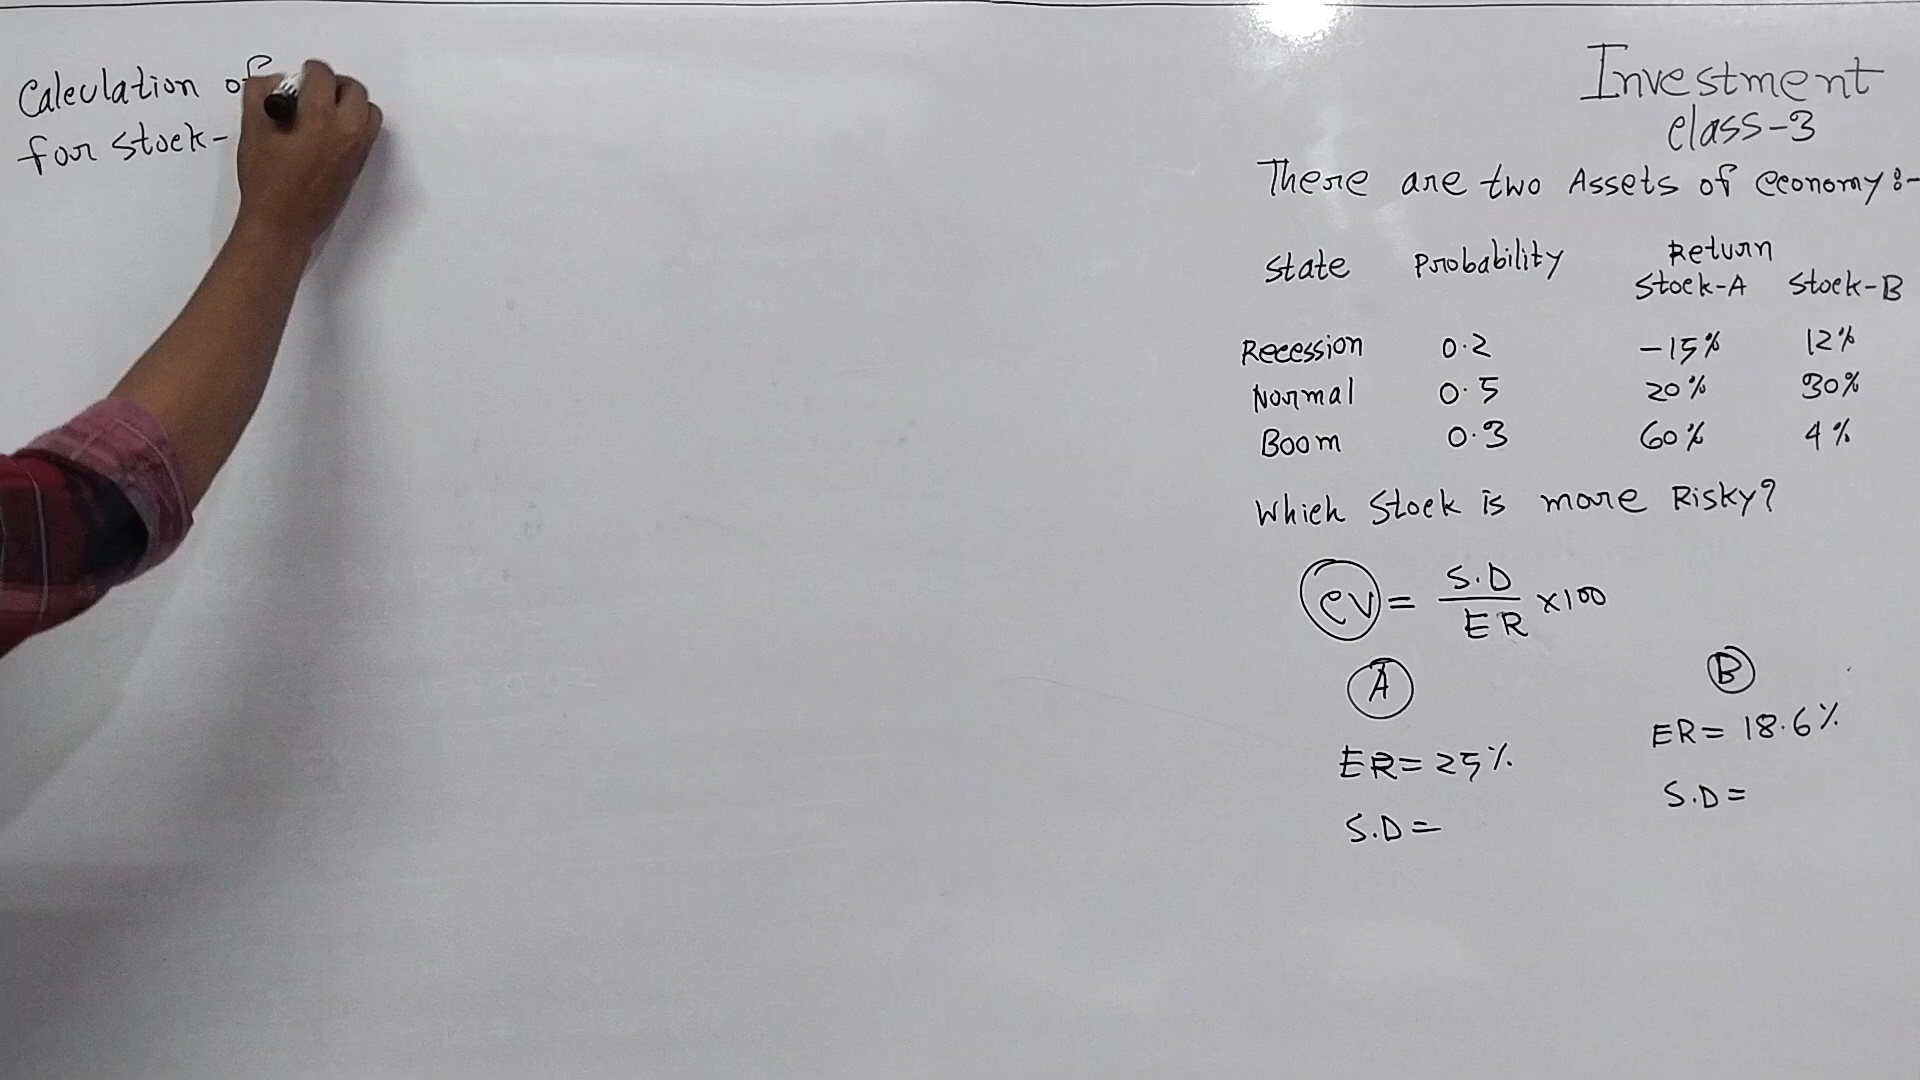 Calculation of
for stock-
Investment
class-3
There are two Assets of economy:-
State Probability Return
Stock-A Stock-B
Recession 0.2 -15% 12%
Normal 0.5 20% 30%
Boom 0.3 60% 4%
Which Stock is more Risky?
CV = S.D / ER ×100
A
B
ER = 25%
ER = 18.6%
S.D =
S.D =